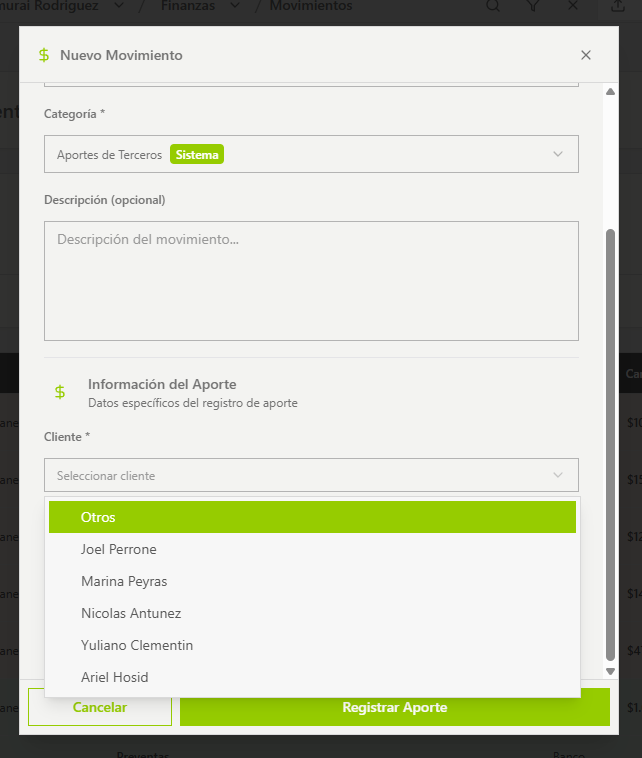 murai Rodriguez / Finanzas / Movimientos
$ Nuevo Movimiento
Categoría *
Aportes de Terceros Sistema
Descripción (opcional)
Descripción del movimiento...
$ Información del Aporte
Datos específicos del registro de aporte
Cliente *
Seleccionar cliente
Otros
Joel Perrone
Marina Peyras
Nicolas Antunez
Yuliano Clementin
Ariel Hosid
Cancelar
Registrar Aporte
Preventas
Banco